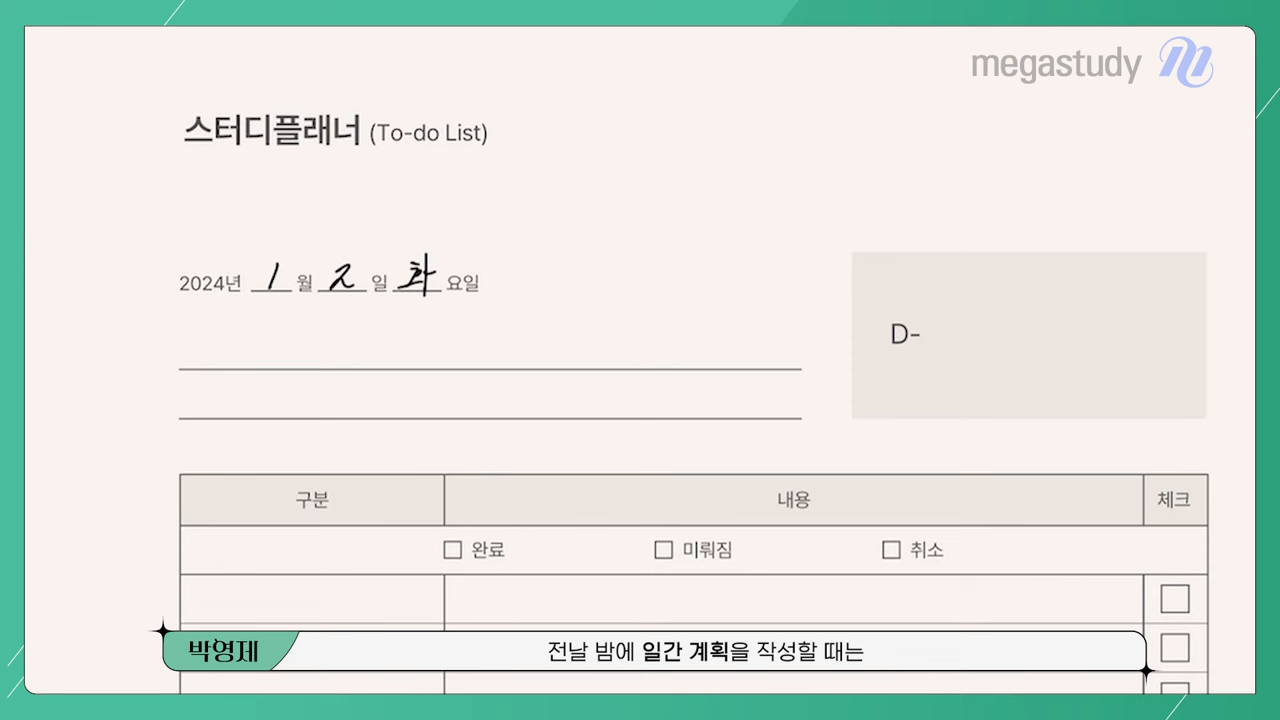 megastudy
스터디플래너 (To-do List)
2024년 1 월 2 일 화 요일
D-
구분 내용 체크
완료 미뤄짐 취소
박영제 전날 밤에 일간 계획을 작성할 때는